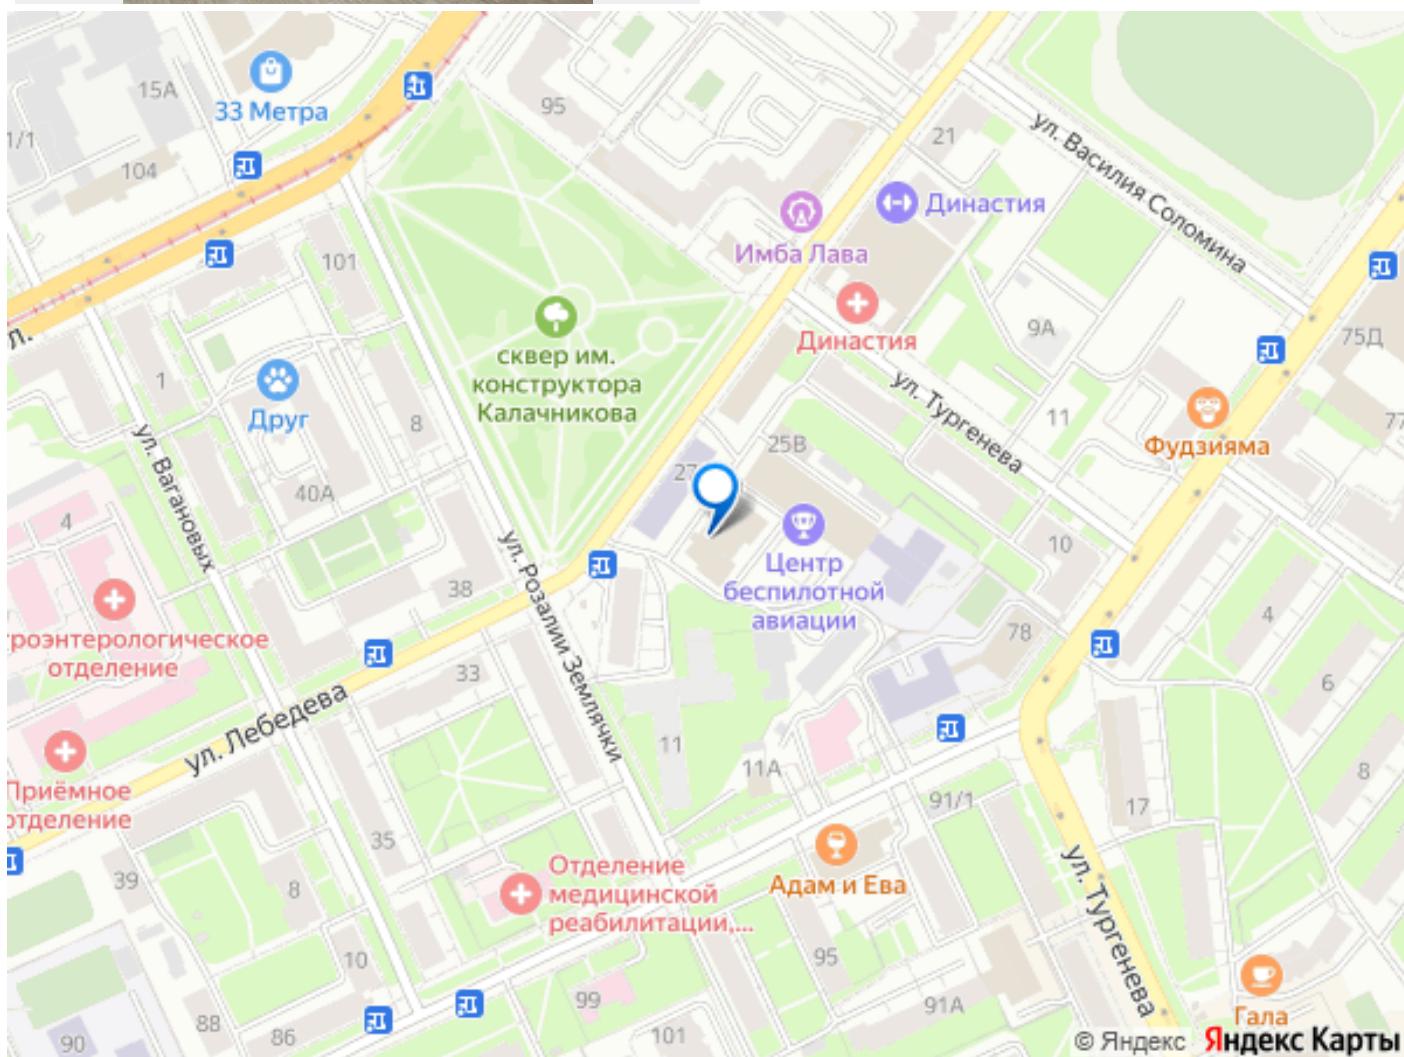 15А
33 Метра
1/1
104
95
21
ул. Василия Соломина
Династия
Имба Лава
101
л.
сквер им.
конструктора
Калачникова
Династия
9А
75Д
1
Друг
8
ул. Тургенева
11
Фудзияма
77
ул. Вагановых
25В
27
40А
4
Центр
беспилотной
авиации
10
ул. Розалии Землячки
38
4
троэнтерологическое
отделение
78
33
6
ул. Лебедева
Приёмное
отделение
11
11А
8
91/1
17
35
Адам и Ева
39
8
Отделение
медицинской
реабилитации,...
ул. Тургенева
10
95
99
88
86
90
101
91А
Гала
© Яндекс Яндекс Карты